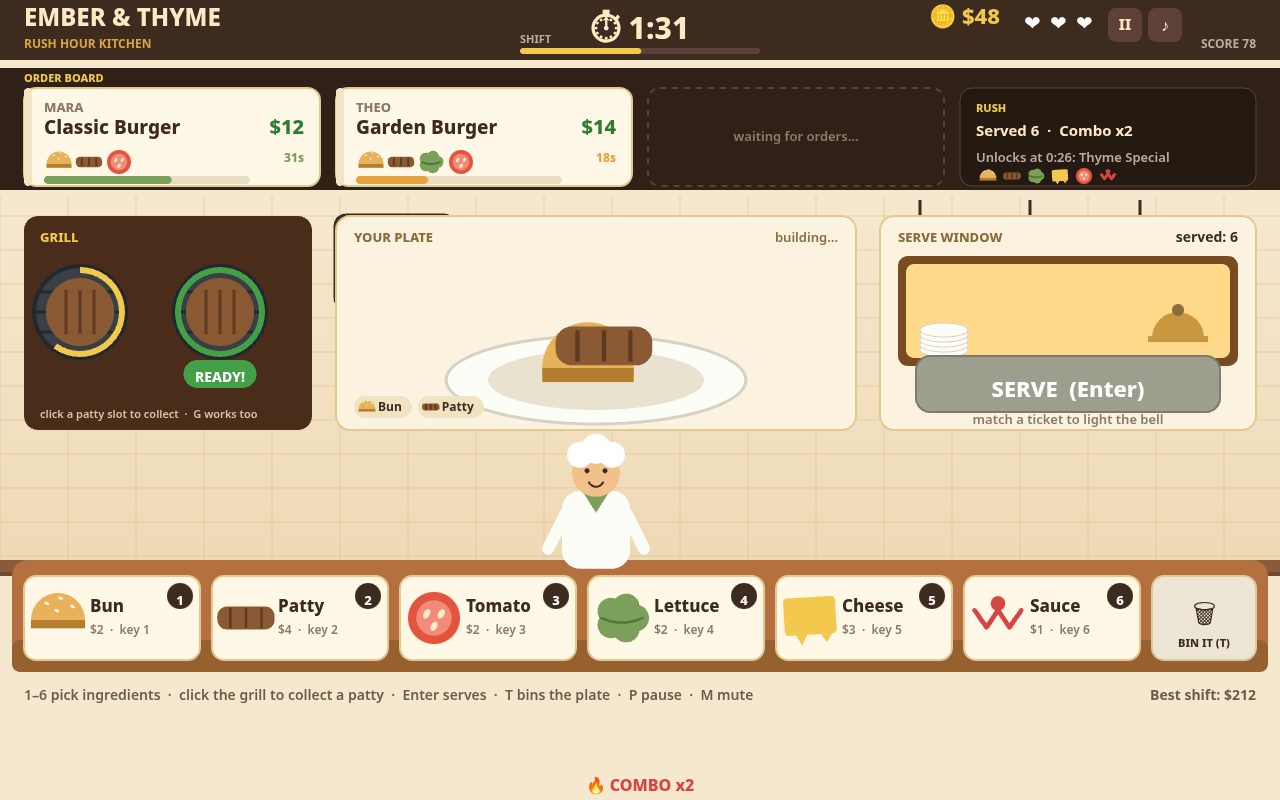 EMBER & THYME
RUSH HOUR KITCHEN
SHIFT
1:31
$48
II
♪
SCORE 78
ORDER BOARD
MARA
Classic Burger
$12
31s
THEO
Garden Burger
$14
18s
waiting for orders...
RUSH
Served 6 · Combo x2
Unlocks at 0:26: Thyme Special
GRILL
READY!
click a patty slot to collect · G works too
YOUR PLATE
building...
Bun
Patty
SERVE WINDOW
served: 6
SERVE (Enter)
match a ticket to light the bell
Bun
1
$2 · key 1
Patty
2
$4 · key 2
Tomato
3
$2 · key 3
Lettuce
4
$2 · key 4
Cheese
5
$3 · key 5
Sauce
6
$1 · key 6
BIN IT (T)
1–6 pick ingredients · click the grill to collect a patty · Enter serves · T bins the plate · P pause · M mute
Best shift: $212
🔥 COMBO x2